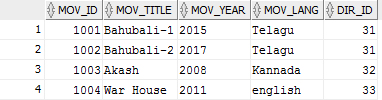 MOV_ID MOV_TITLE MOV_YEAR MOV_LANG DIR_ID
1 1001 Bahubali-1 2015 Telagu 31
2 1002 Bahubali-2 2017 Telagu 31
3 1003 Akash 2008 Kannada 32
4 1004 War House 2011 english 33